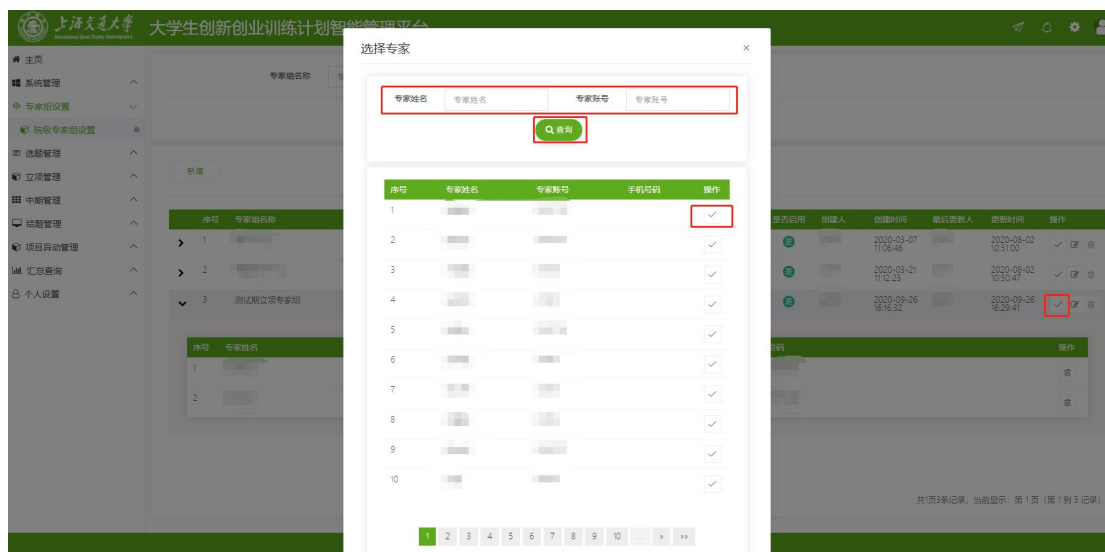 上海交通大学
SHANGHAI JIAO TONG UNIVERSITY
大学生创新创业训练计划智能管理平台
主页
系统管理
专家组设置
院级专家组设置
选题管理
立项管理
中期管理
结题管理
项目异动管理
汇总查询
个人设置
专家组名称
新增
序号 专家组名称 是否启用 创建人 创建时间 最后更新人 更新时间 操作
1 是 2020-03-07 11:06:46 2020-08-02 10:51:00
2 是 2020-03-21 11:12:23 2020-08-02 10:50:47
3 测试期立项专家组 是 2020-09-26 16:16:32 2020-09-26 16:29:41
序号 专家姓名 号码 操作
1
2
共1页3条记录，当前显示：第1页（第1到3记录）
选择专家 ×
专家姓名 专家姓名 专家账号 专家账号
查询
序号 专家姓名 专家账号 手机号码 操作
1
2
3
4
5
6
7
8
9
10
1 2 3 4 5 6 7 8 9 10 ... » »»